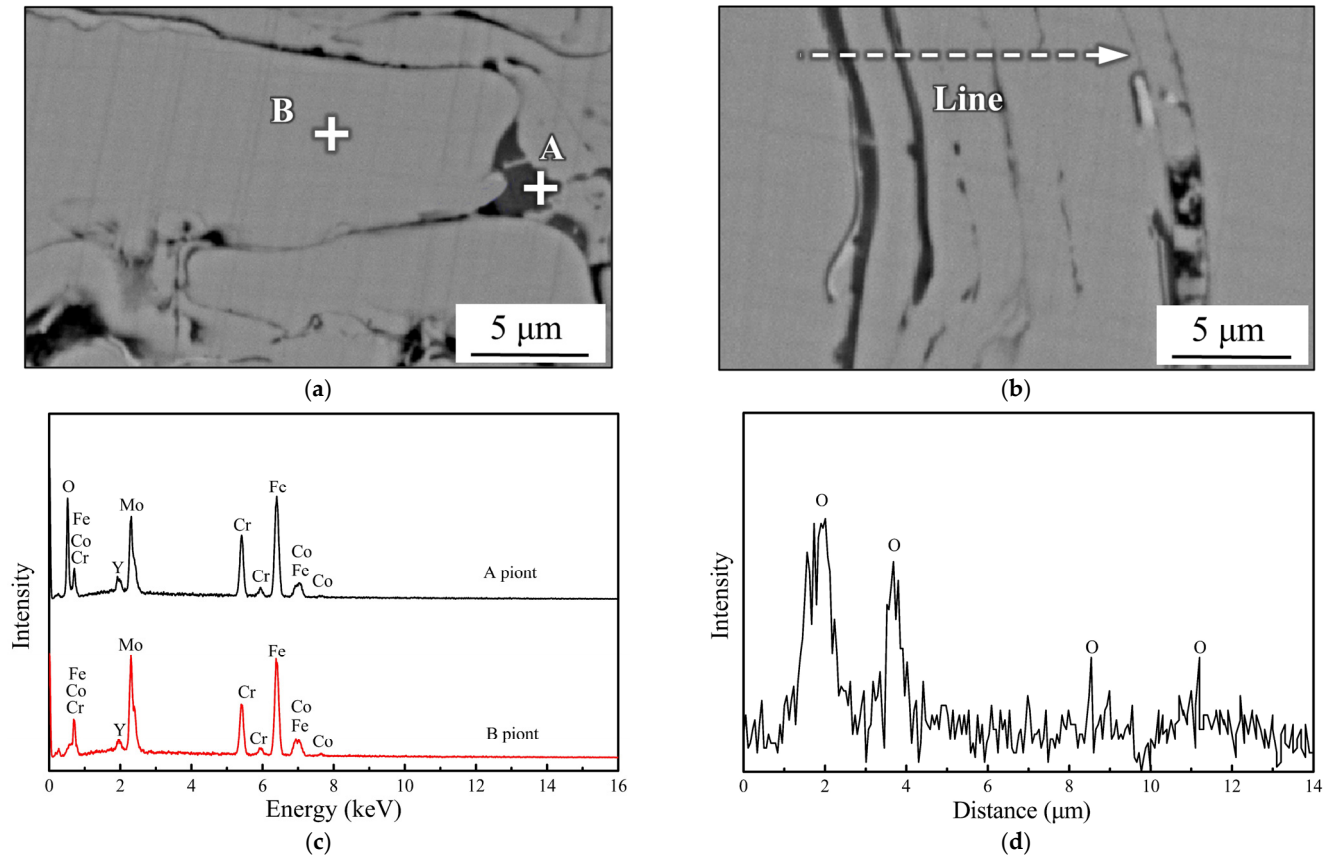 B
A
5 μm
(a)
Line
5 μm
(b)
O
Fe
Co
Cr
Y
Mo
Cr
Cr
Fe
Co
Fe
Co
A piont
Fe
Co
Cr
Y
Mo
Cr
Cr
Fe
Co
Fe
Co
B piont
Intensity
0 2 4 6 8 10 12 14 16
Energy (keV)
(c)
O
O
O
O
Intensity
0 2 4 6 8 10 12 14
Distance (μm)
(d)